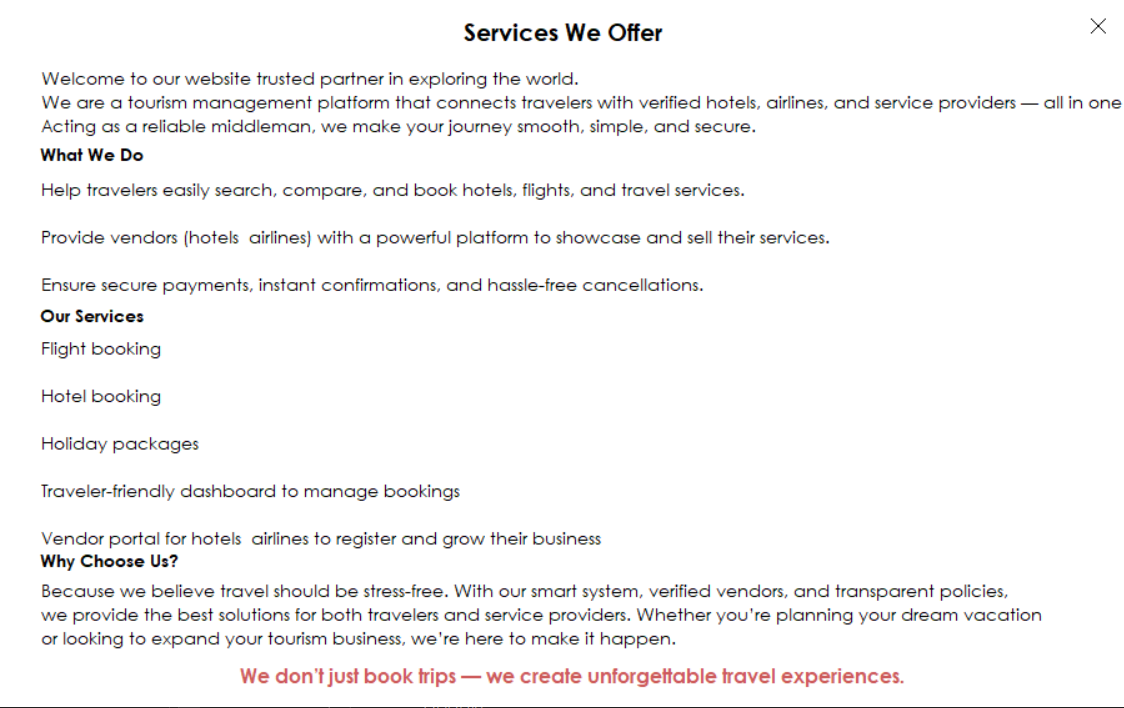 Services We Offer
Welcome to our website trusted partner in exploring the world.
We are a tourism management platform that connects travelers with verified hotels, airlines, and service providers — all in one
Acting as a reliable middleman, we make your journey smooth, simple, and secure.
What We Do
Help travelers easily search, compare, and book hotels, flights, and travel services.
Provide vendors (hotels  airlines) with a powerful platform to showcase and sell their services.
Ensure secure payments, instant confirmations, and hassle-free cancellations.
Our Services
Flight booking
Hotel booking
Holiday packages
Traveler-friendly dashboard to manage bookings
Vendor portal for hotels  airlines to register and grow their business
Why Choose Us?
Because we believe travel should be stress-free. With our smart system, verified vendors, and transparent policies,
we provide the best solutions for both travelers and service providers. Whether you're planning your dream vacation
or looking to expand your tourism business, we're here to make it happen.
We don't just book trips — we create unforgettable travel experiences.